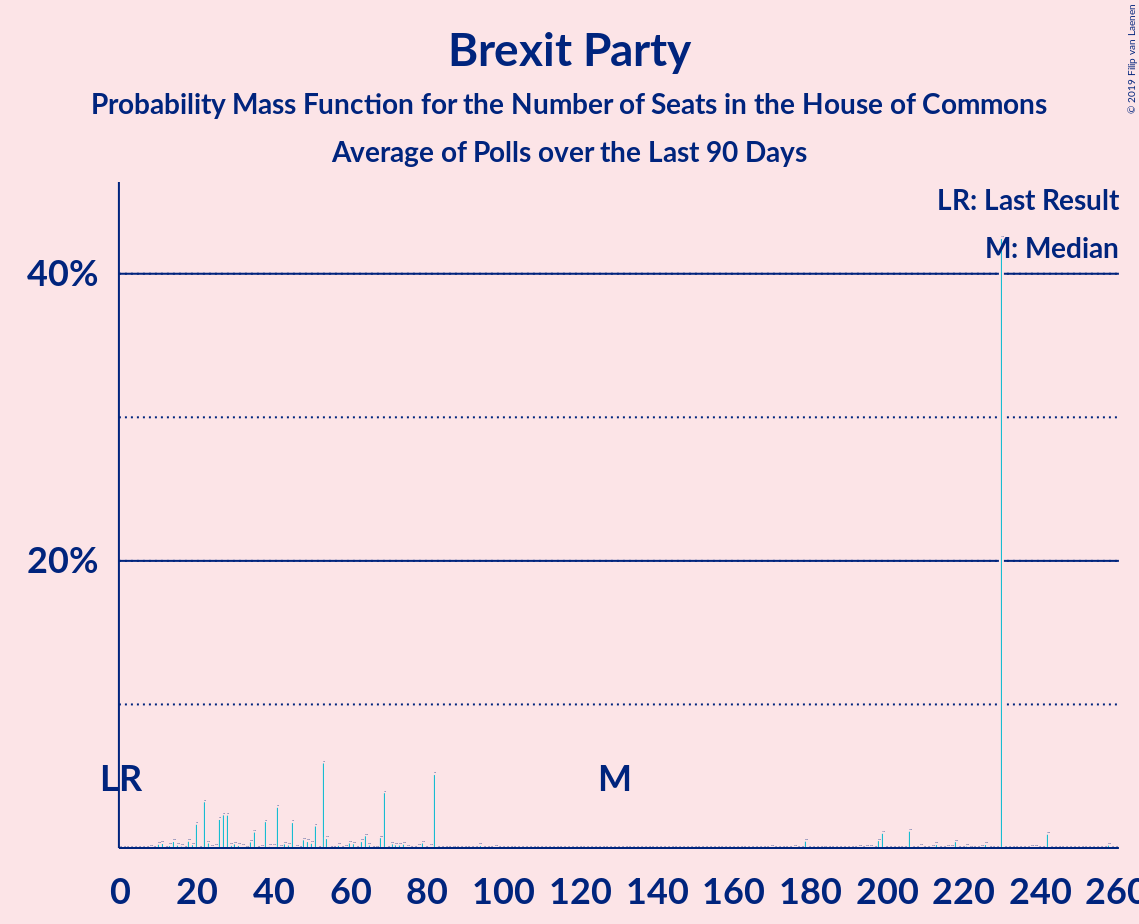 Brexit Party
Probability Mass Function for the Number of Seats in the House of Commons
Average of Polls over the Last 90 Days
© 2019 Filip van Laenen
LR: Last Result
M: Median
40%
20%
LR M
0 20 40 60 80 100 120 140 160 180 200 220 240 260